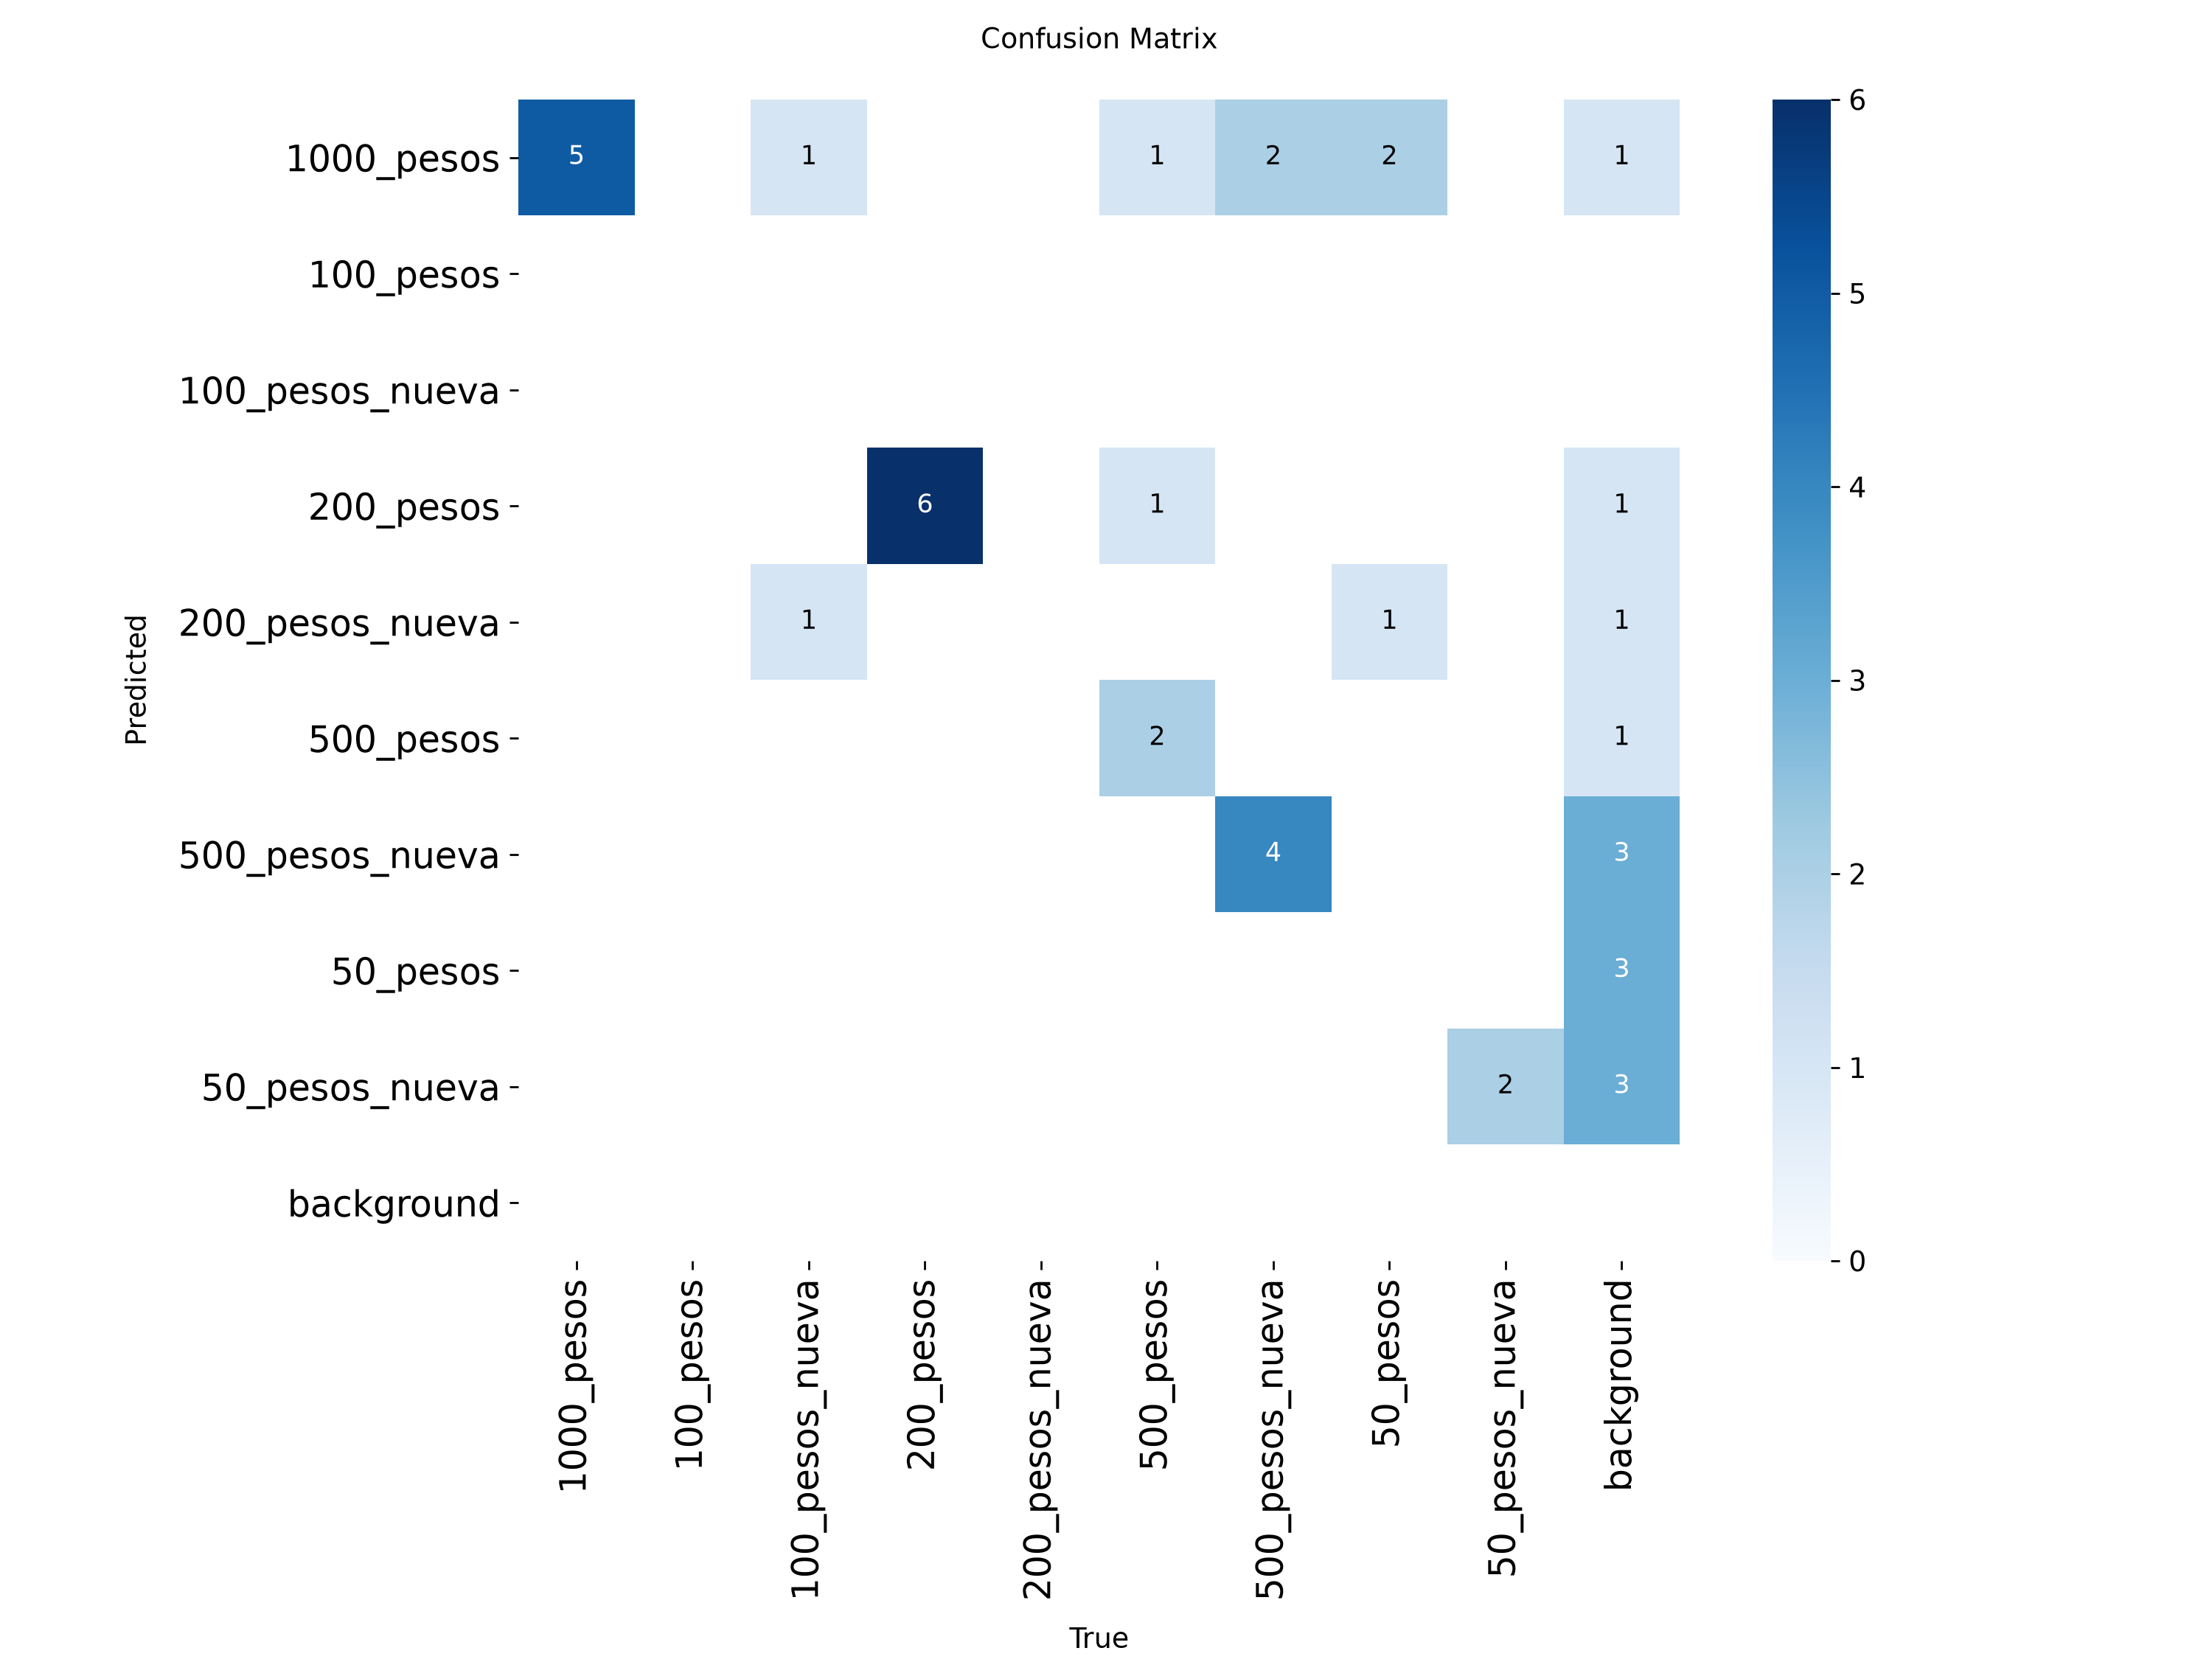 Confusion Matrix
1000_pesos 5 1 1 2 2 1
100_pesos
100_pesos_nueva
200_pesos 6 1 1
200_pesos_nueva 1 1 1
500_pesos 2 1
500_pesos_nueva 4 3
50_pesos 3
50_pesos_nueva 2 3
background
Predicted
1000_pesos
100_pesos
100_pesos_nueva
200_pesos
200_pesos_nueva
500_pesos
500_pesos_nueva
50_pesos
50_pesos_nueva
background
True
6
5
4
3
2
1
0